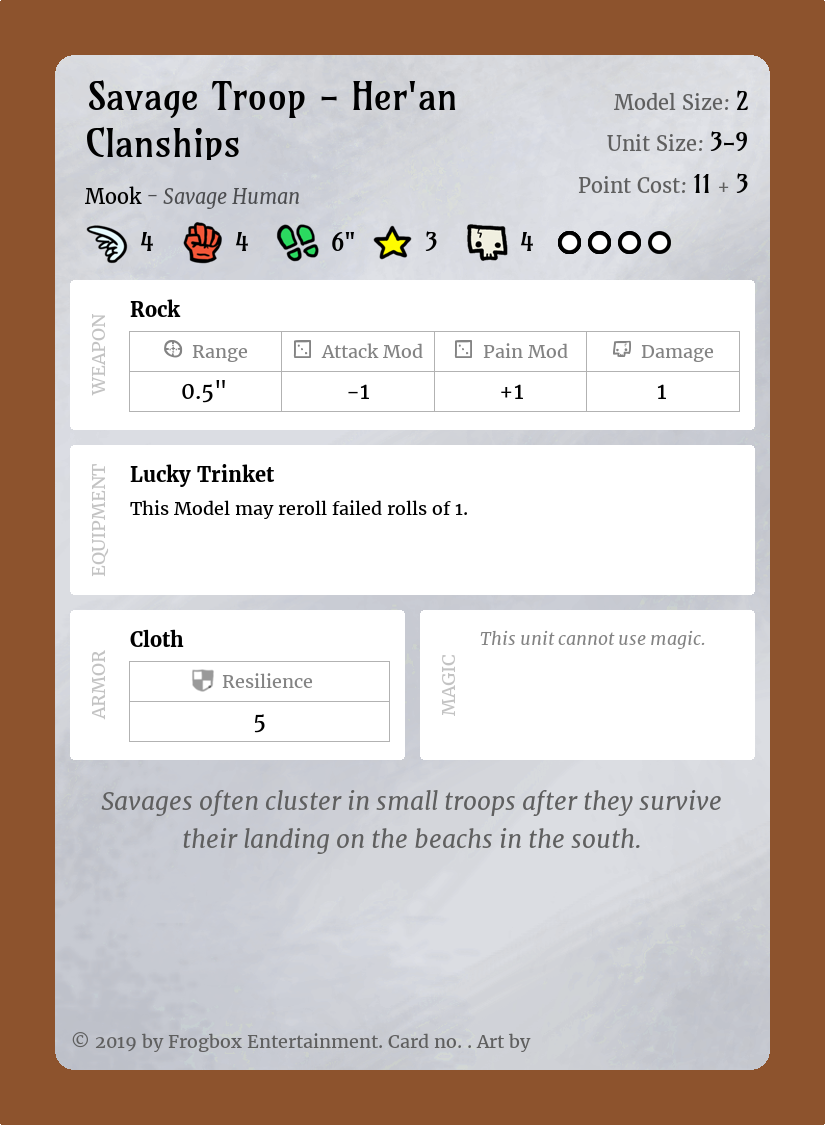 Savage Troop – Her'an
Clanships
Model Size: 2
Unit Size: 3–9
Point Cost: 11 + 3
Mook – Savage Human
4 4 6" 3 4
WEAPON
Rock
Range Attack Mod Pain Mod Damage
0.5" –1 +1 1
EQUIPMENT
Lucky Trinket
This Model may reroll failed rolls of 1.
ARMOR
Cloth
Resilience
5
MAGIC
This unit cannot use magic.
Savages often cluster in small troops after they survive
their landing on the beachs in the south.
© 2019 by Frogbox Entertainment. Card no. . Art by